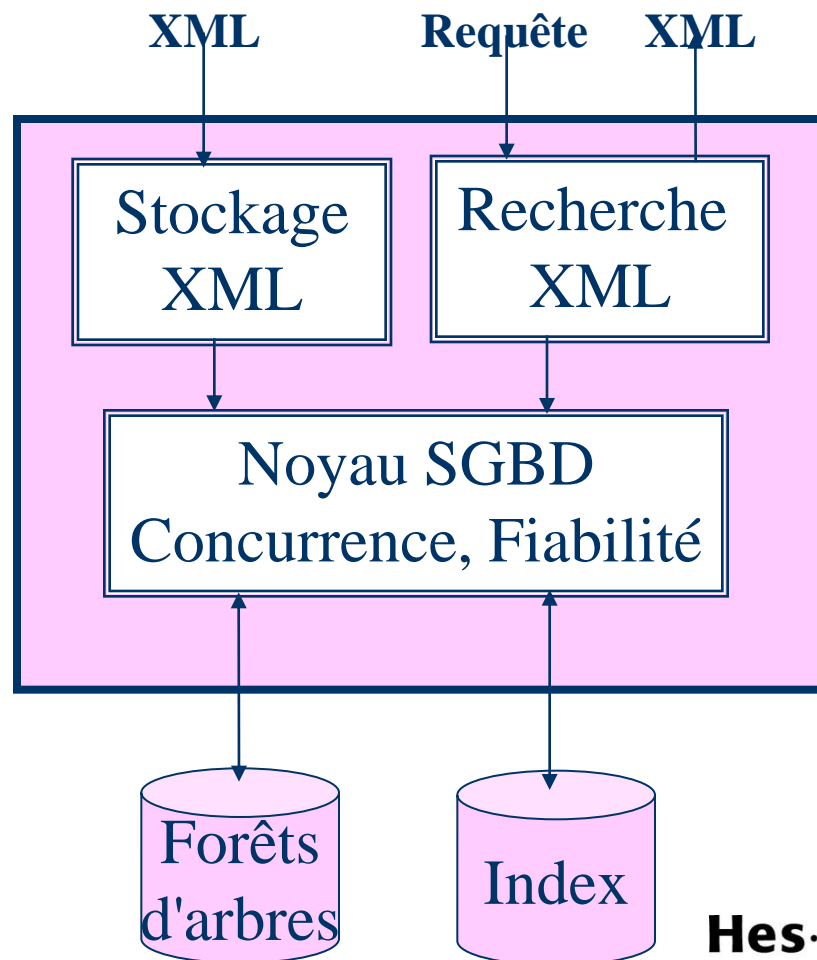 XML Requête XML
Stockage
XML
Recherche
XML
Noyau SGBD
Concurrence, Fiabilité
Forêts
d'arbres
Index
Hes·